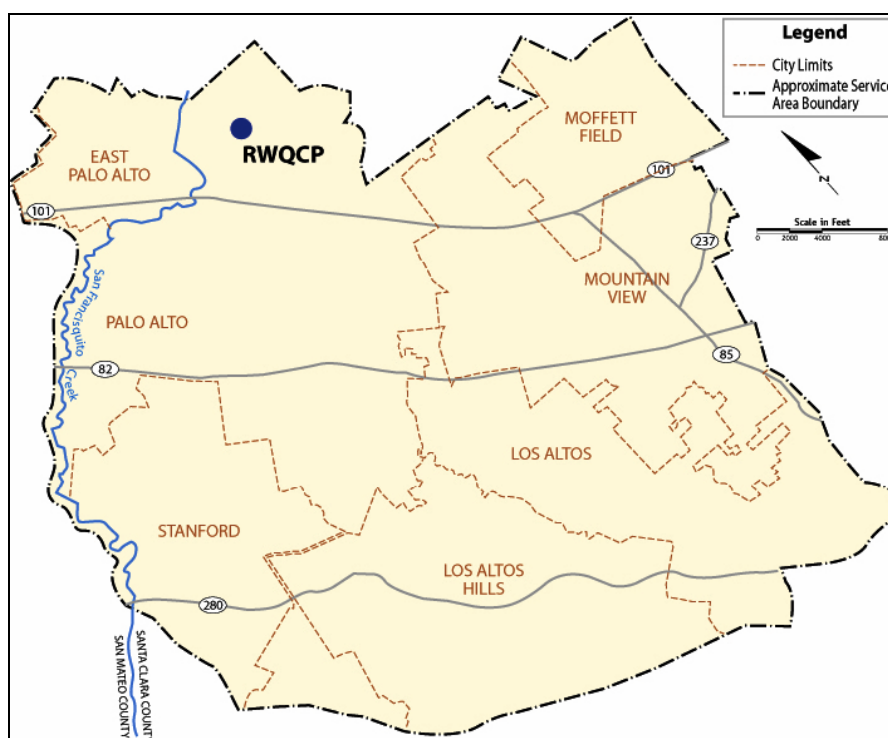 Legend
City Limits
Approximate Service
Area Boundary
MOFFETT
FIELD
RWQCP
EAST
PALO ALTO
101
101
Z
Scale in Feet
0 2000 4000
237
San Francisquito
Creek
MOUNTAIN
VIEW
PALO ALTO
82
85
LOS ALTOS
STANFORD
LOS ALTOS
HILLS
280
SANTA CLARA COUNTY
SAN MATEO COUNTY